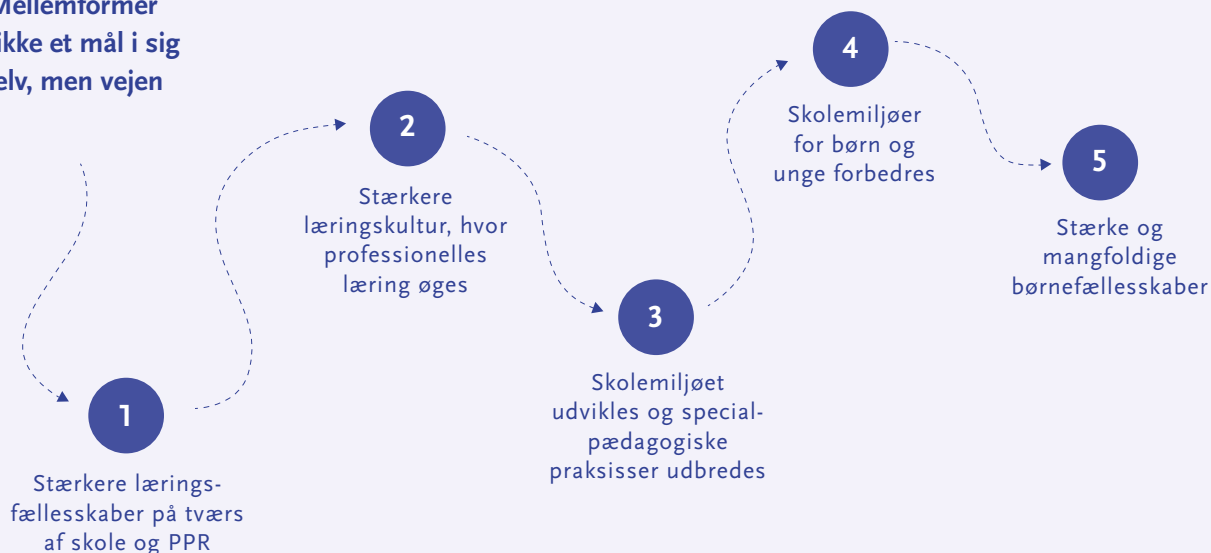 Mellemformer
ikke et mål i sig
elv, men vejen
1
Stærkere lærings-
fællesskaber på tværs
af skole og PPR
2
Stærkere
læringskultur, hvor
professionelles
læring øges
3
Skolemiljøet
udvikles og special-
pædagogiske
praksisser udbredes
4
Skolemiljøer
for børn og
unge forbedres
5
Stærke og
mangfoldige
børnefællesskaber